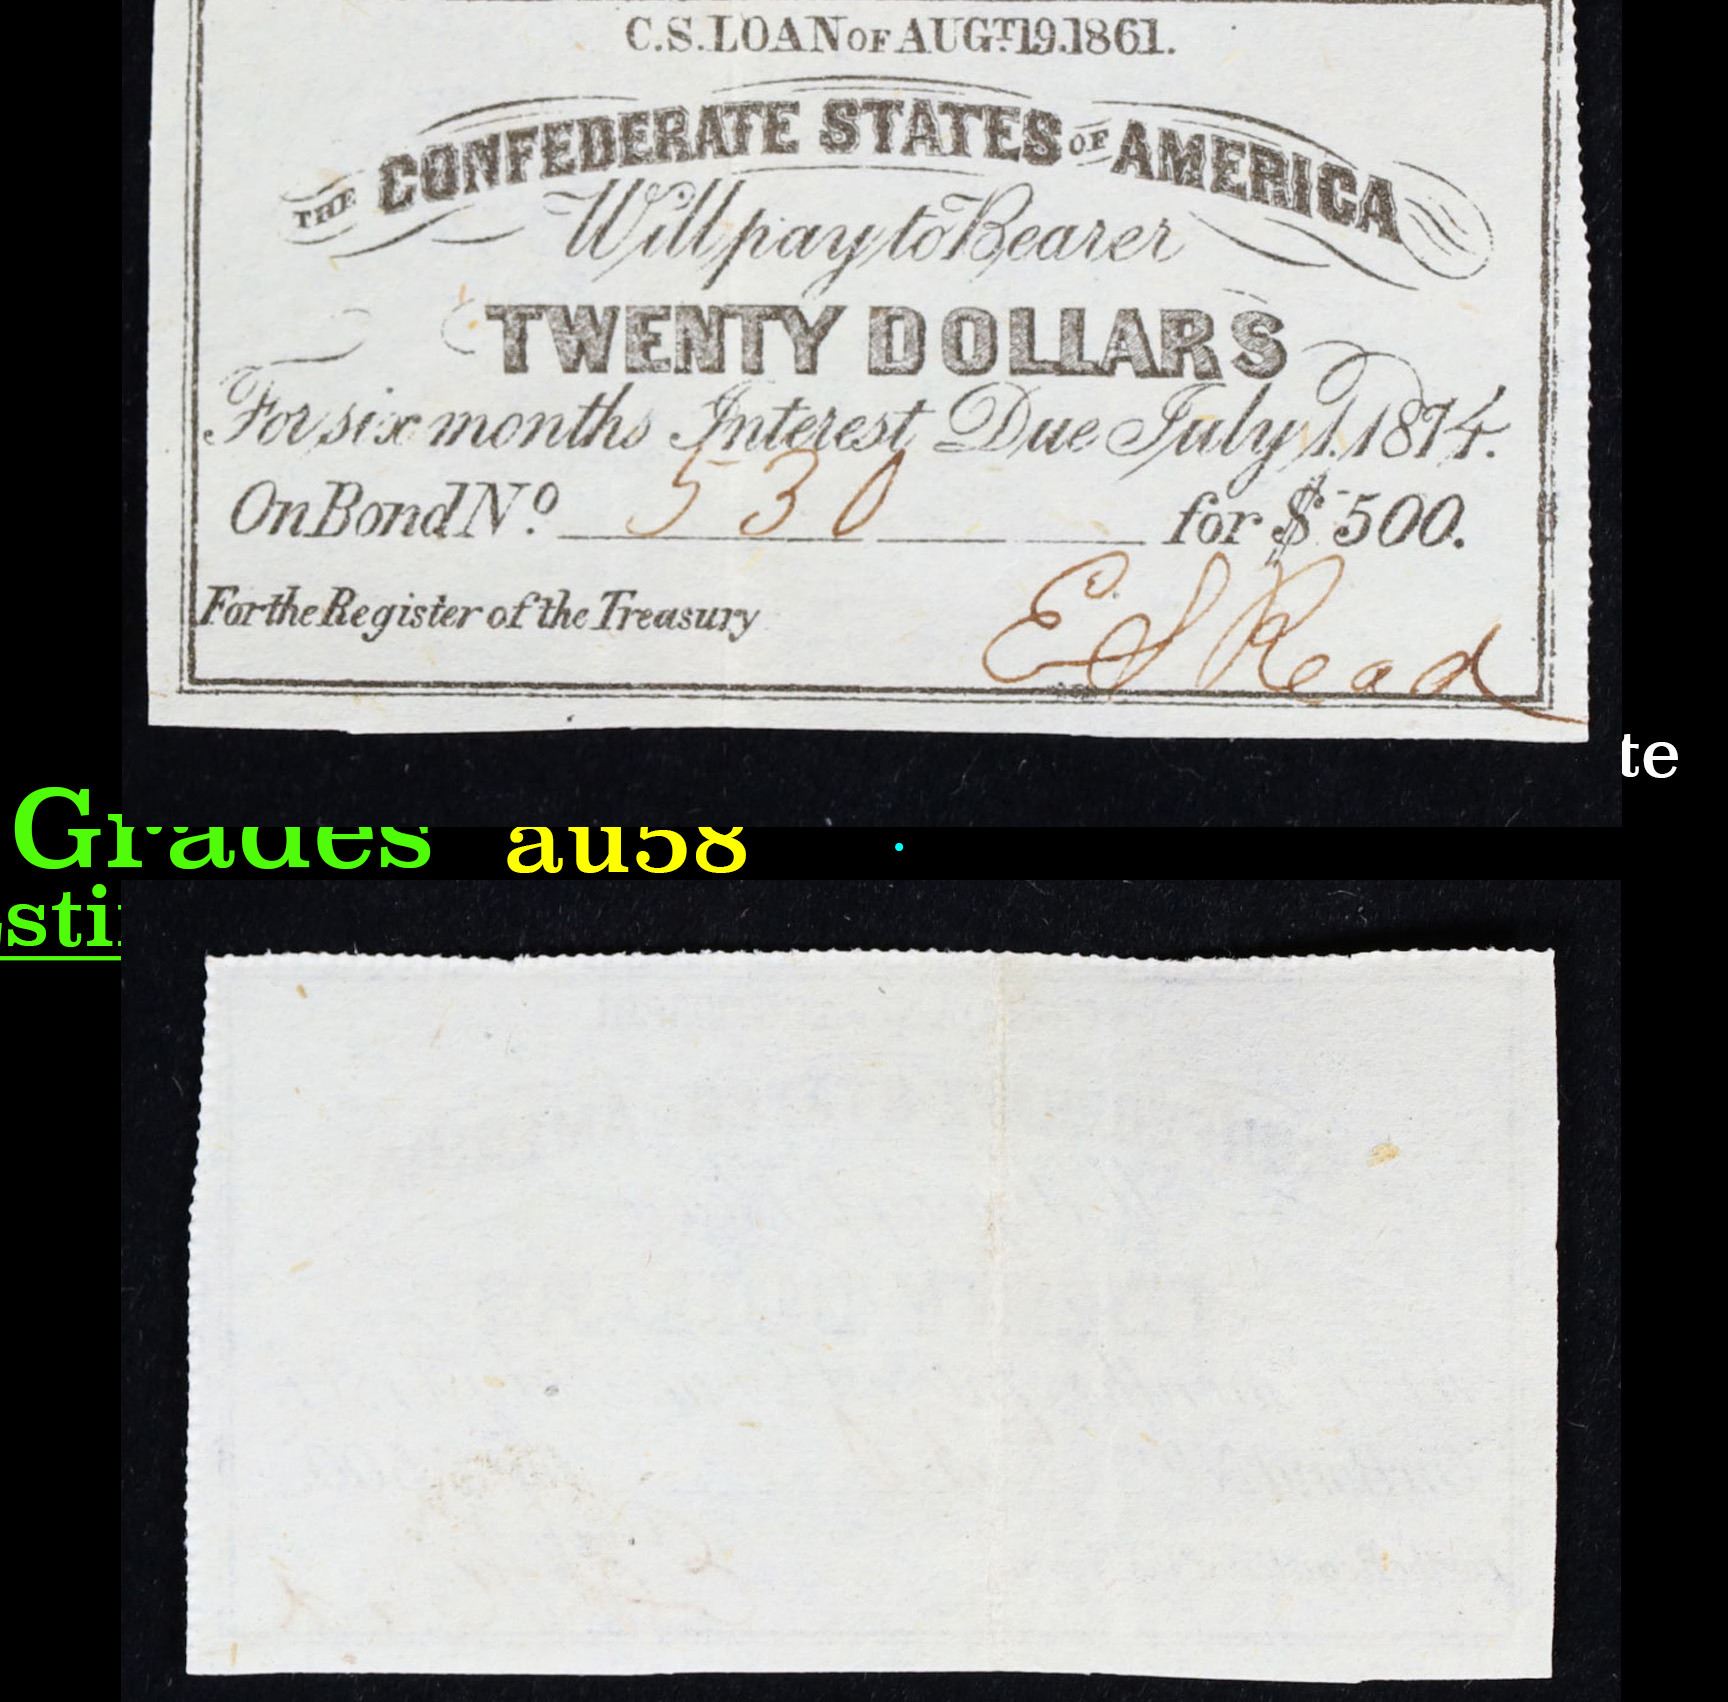 C.S. LOAN OF AUGT. 19. 1861.
THE CONFEDERATE STATES OF AMERICA
Will pay to Bearer
TWENTY DOLLARS
For six months Interest Due July 1. 1874.
On Bond No. 530 for $500.
For the Register of the Treasury
E S Read
te
Grades au58